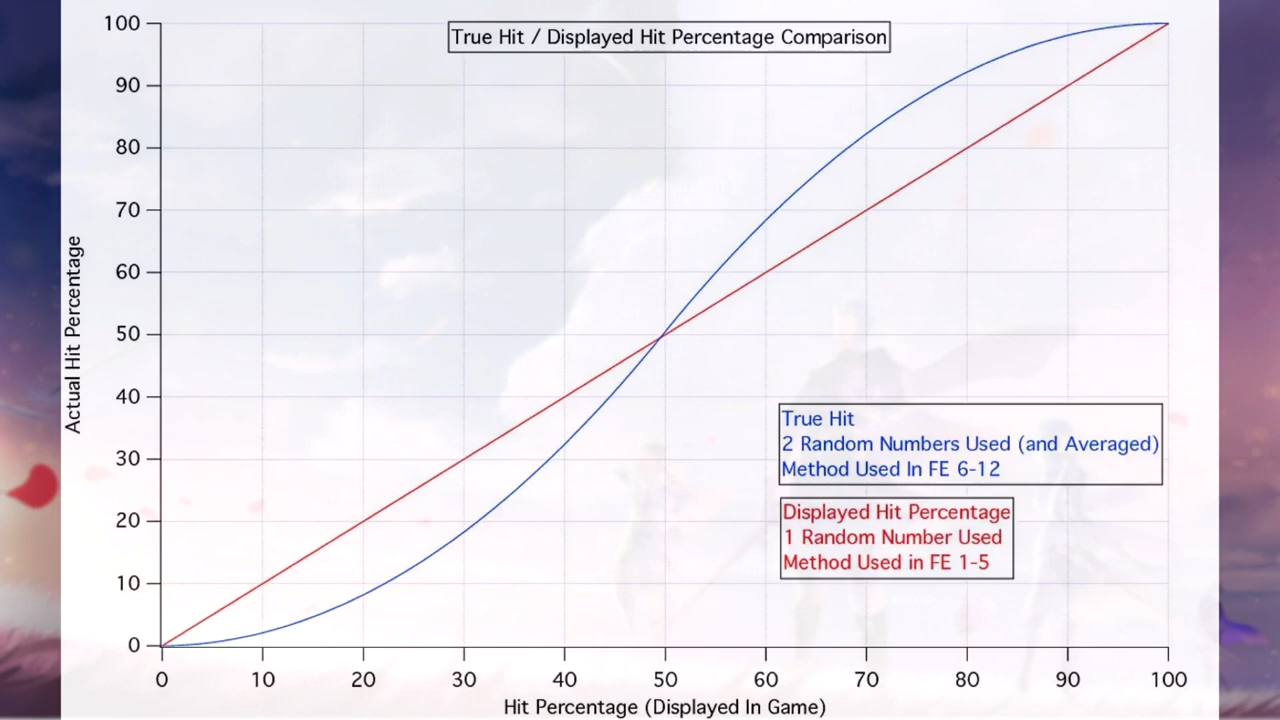 True Hit / Displayed Hit Percentage Comparison
100
90
80
70
60
50
40
30
20
10
0
Actual Hit Percentage
True Hit
2 Random Numbers Used (and Averaged)
Method Used In FE 6-12
Displayed Hit Percentage
1 Random Number Used
Method Used in FE 1-5
0 10 20 30 40 50 60 70 80 90 100
Hit Percentage (Displayed In Game)